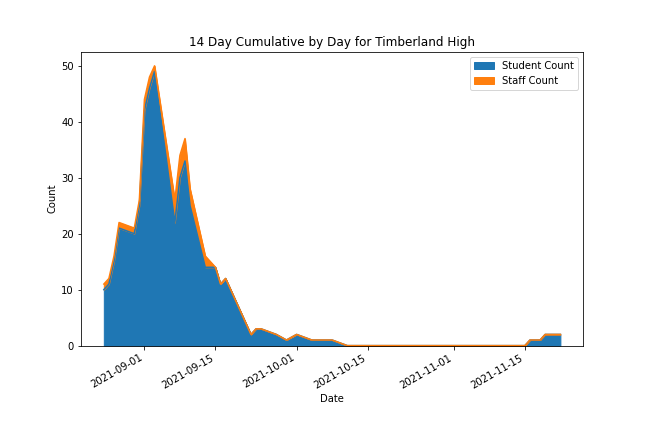 14 Day Cumulative by Day for Timberland High
Student Count
Staff Count
50
40
30
20
10
0
Count
2021-09-01
2021-09-15
2021-10-01
2021-10-15
2021-11-01
2021-11-15
Date